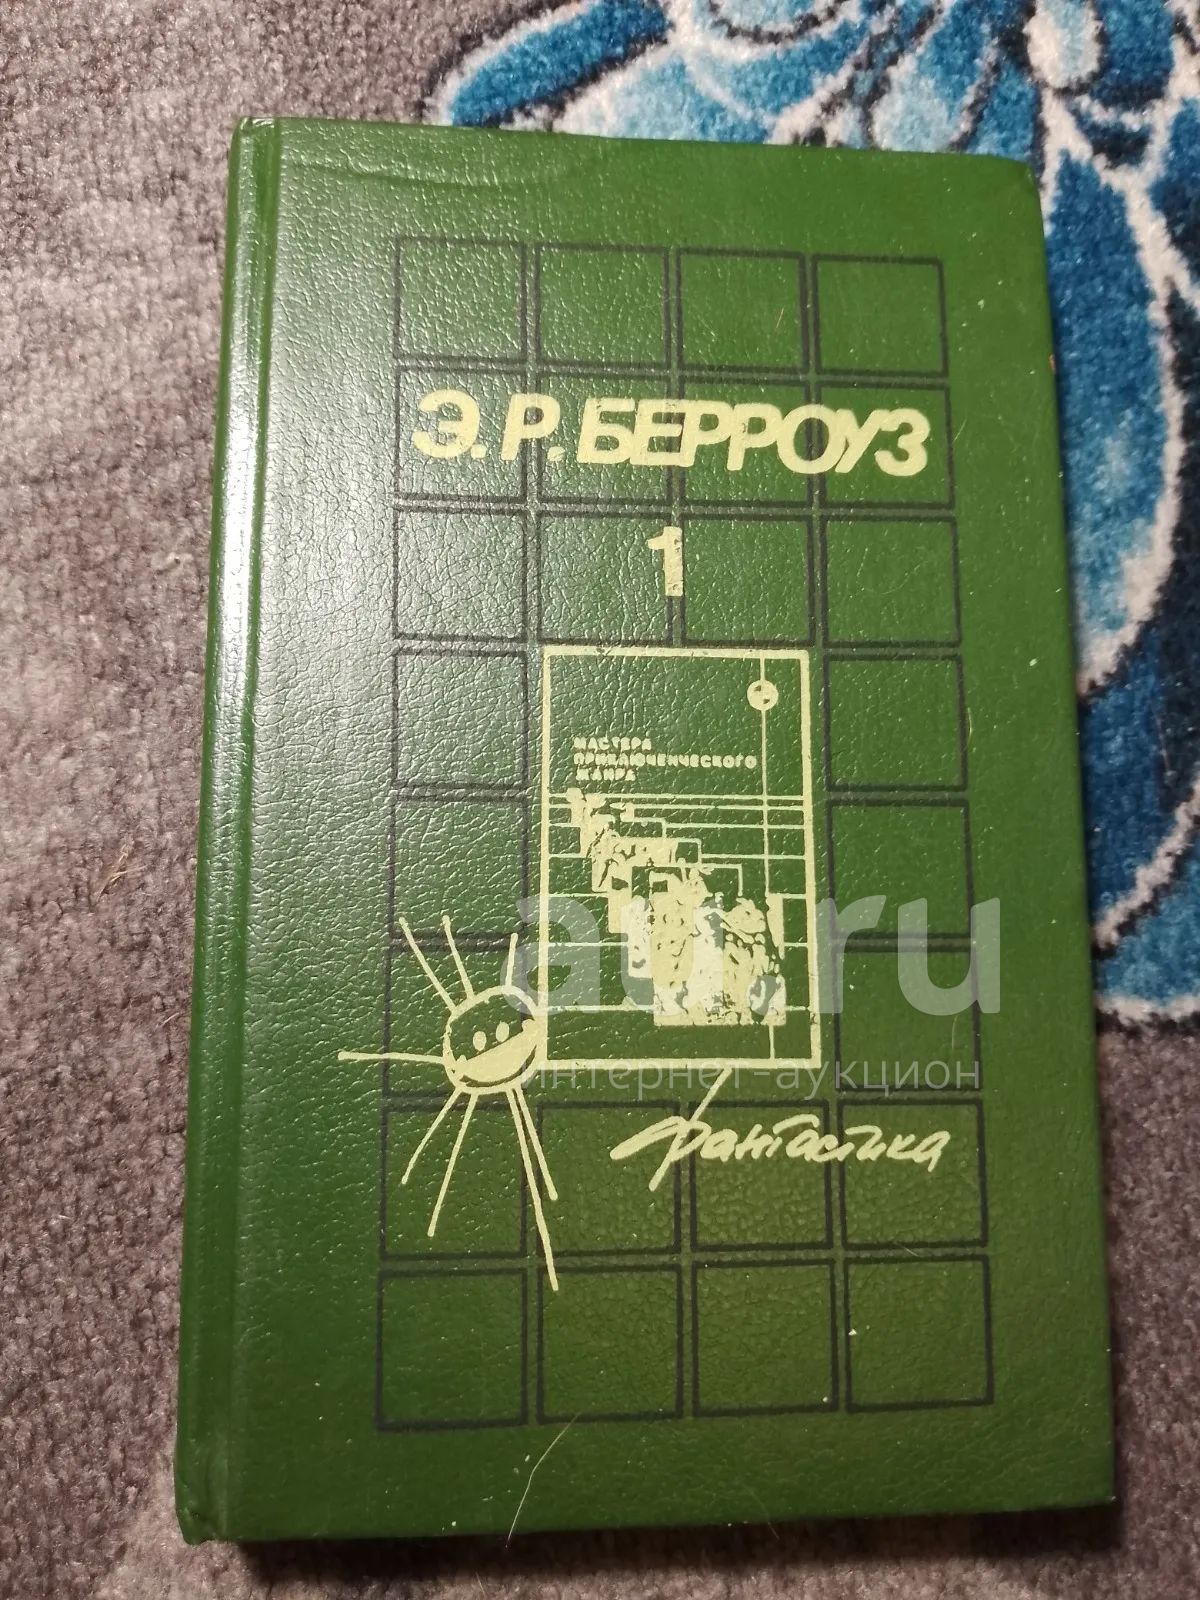 Э.Р.БЕРРОУЗ
1
МАСТЕРА
ПРИКЛЮЧЕНЧЕСКОГО
ЖАНРА
au.ru
интернет-аукцион
фантастика